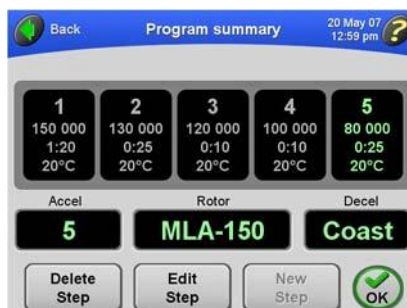 Back
Program summary
20 May 07
12:59 pm
?
1
150 000
1:20
20°C
2
130 000
0:25
20°C
3
120 000
0:10
20°C
4
100 000
0:10
20°C
5
80 000
0:25
20°C
Accel
5
Rotor
MLA-150
Decel
Coast
Delete
Step
Edit
Step
New
Step
OK